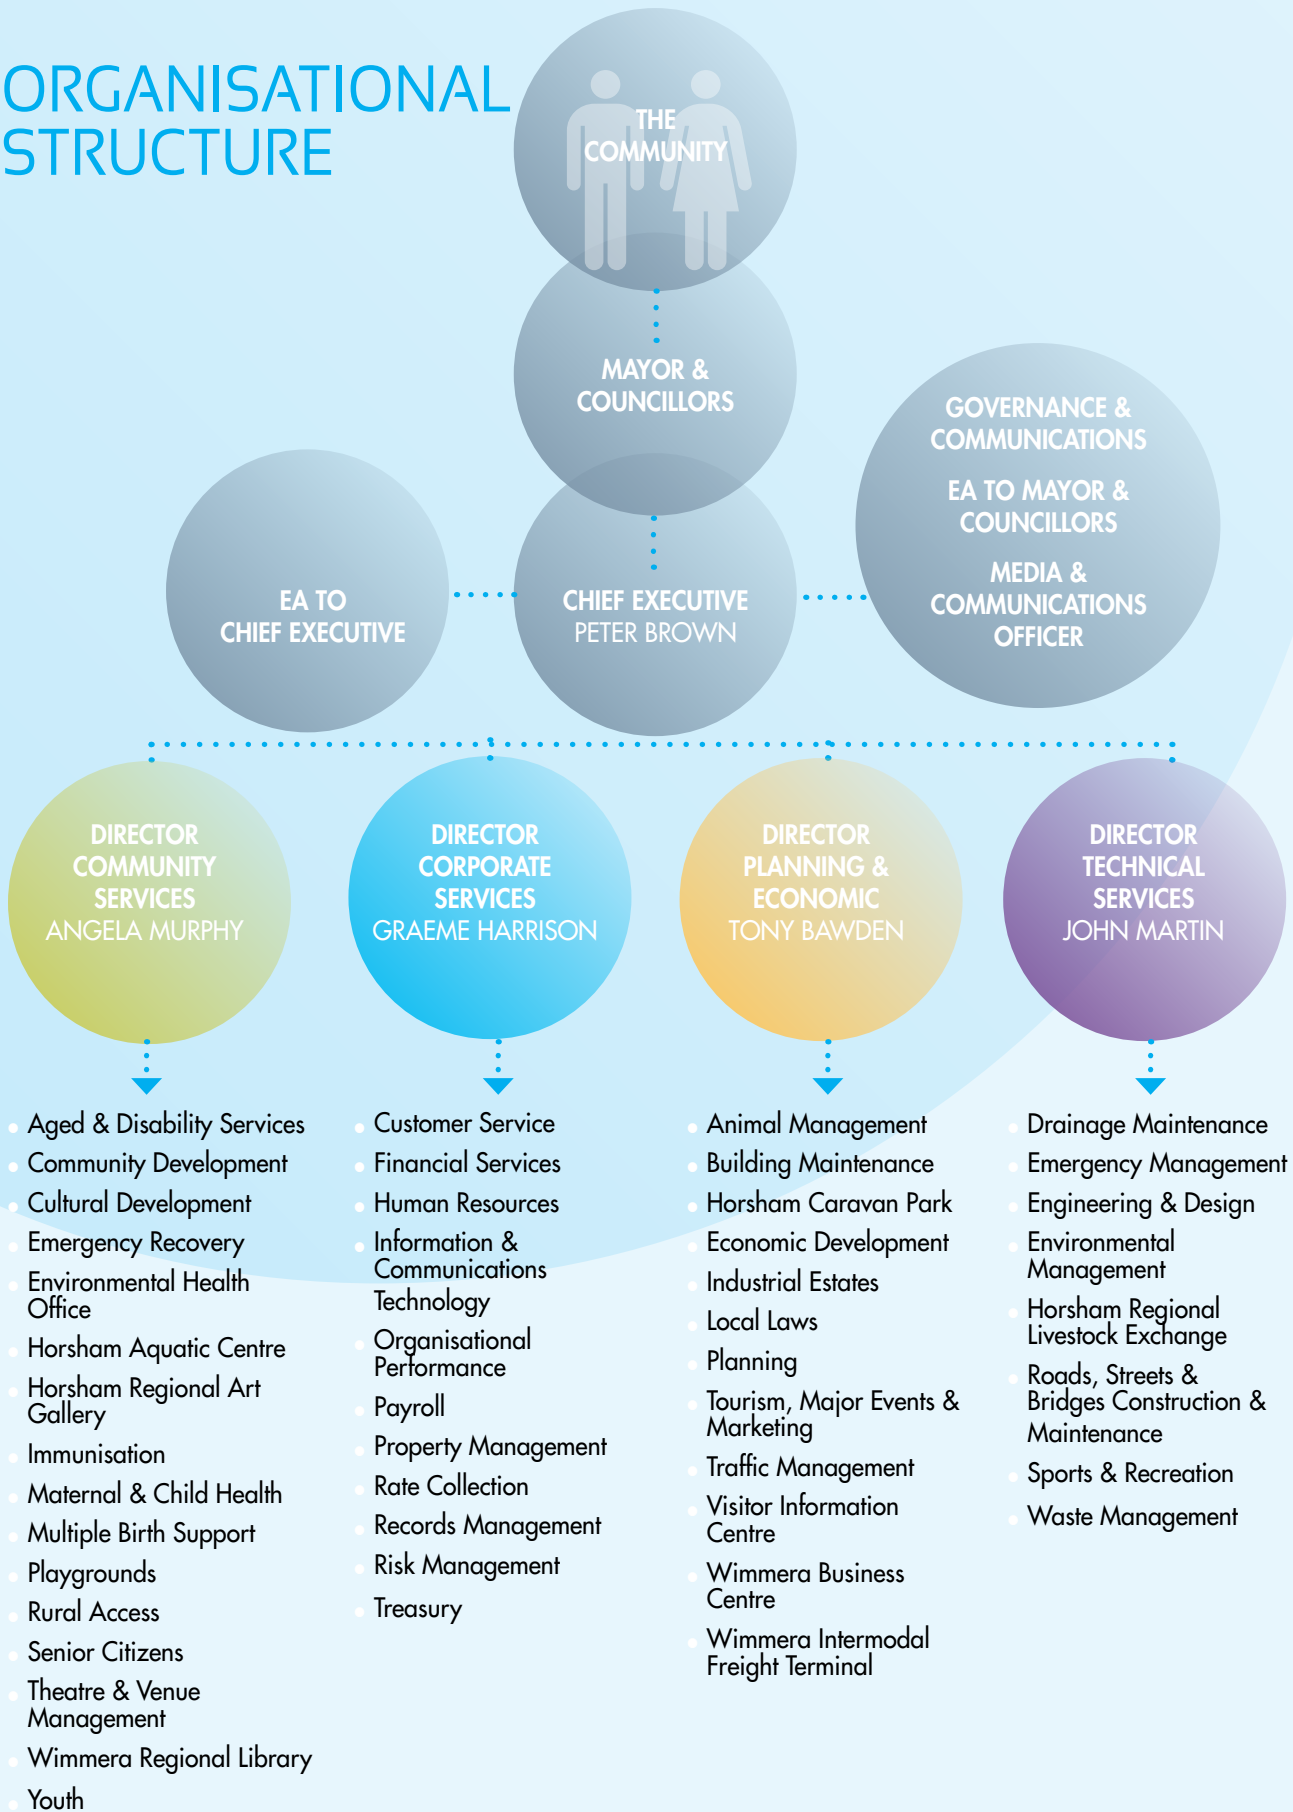 ORGANISATIONAL
STRUCTURE
THE
COMMUNITY
MAYOR &
COUNCILLORS
GOVERNANCE &
COMMUNICATIONS
EA TO MAYOR &
COUNCILLORS
MEDIA &
COMMUNICATIONS
OFFICER
EA TO
CHIEF EXECUTIVE
CHIEF EXECUTIVE
PETER BROWN
DIRECTOR
COMMUNITY
SERVICES
ANGELA MURPHY
DIRECTOR
CORPORATE
SERVICES
GRAEME HARRISON
DIRECTOR
PLANNING &
ECONOMIC
TONY BAWDEN
DIRECTOR
TECHNICAL
SERVICES
JOHN MARTIN
Aged & Disability Services
Community Development
Cultural Development
Emergency Recovery
Environmental Health
Office
Horsham Aquatic Centre
Horsham Regional Art
Gallery
Immunisation
Maternal & Child Health
Multiple Birth Support
Playgrounds
Rural Access
Senior Citizens
Theatre & Venue
Management
Wimmera Regional Library
Youth
Customer Service
Financial Services
Human Resources
Information &
Communications
Technology
Organisational
Performance
Payroll
Property Management
Rate Collection
Records Management
Risk Management
Treasury
Animal Management
Building Maintenance
Horsham Caravan Park
Economic Development
Industrial Estates
Local Laws
Planning
Tourism, Major Events &
Marketing
Traffic Management
Visitor Information
Centre
Wimmera Business
Centre
Wimmera Intermodal
Freight Terminal
Drainage Maintenance
Emergency Management
Engineering & Design
Environmental
Management
Horsham Regional
Livestock Exchange
Roads, Streets &
Bridges Construction &
Maintenance
Sports & Recreation
Waste Management